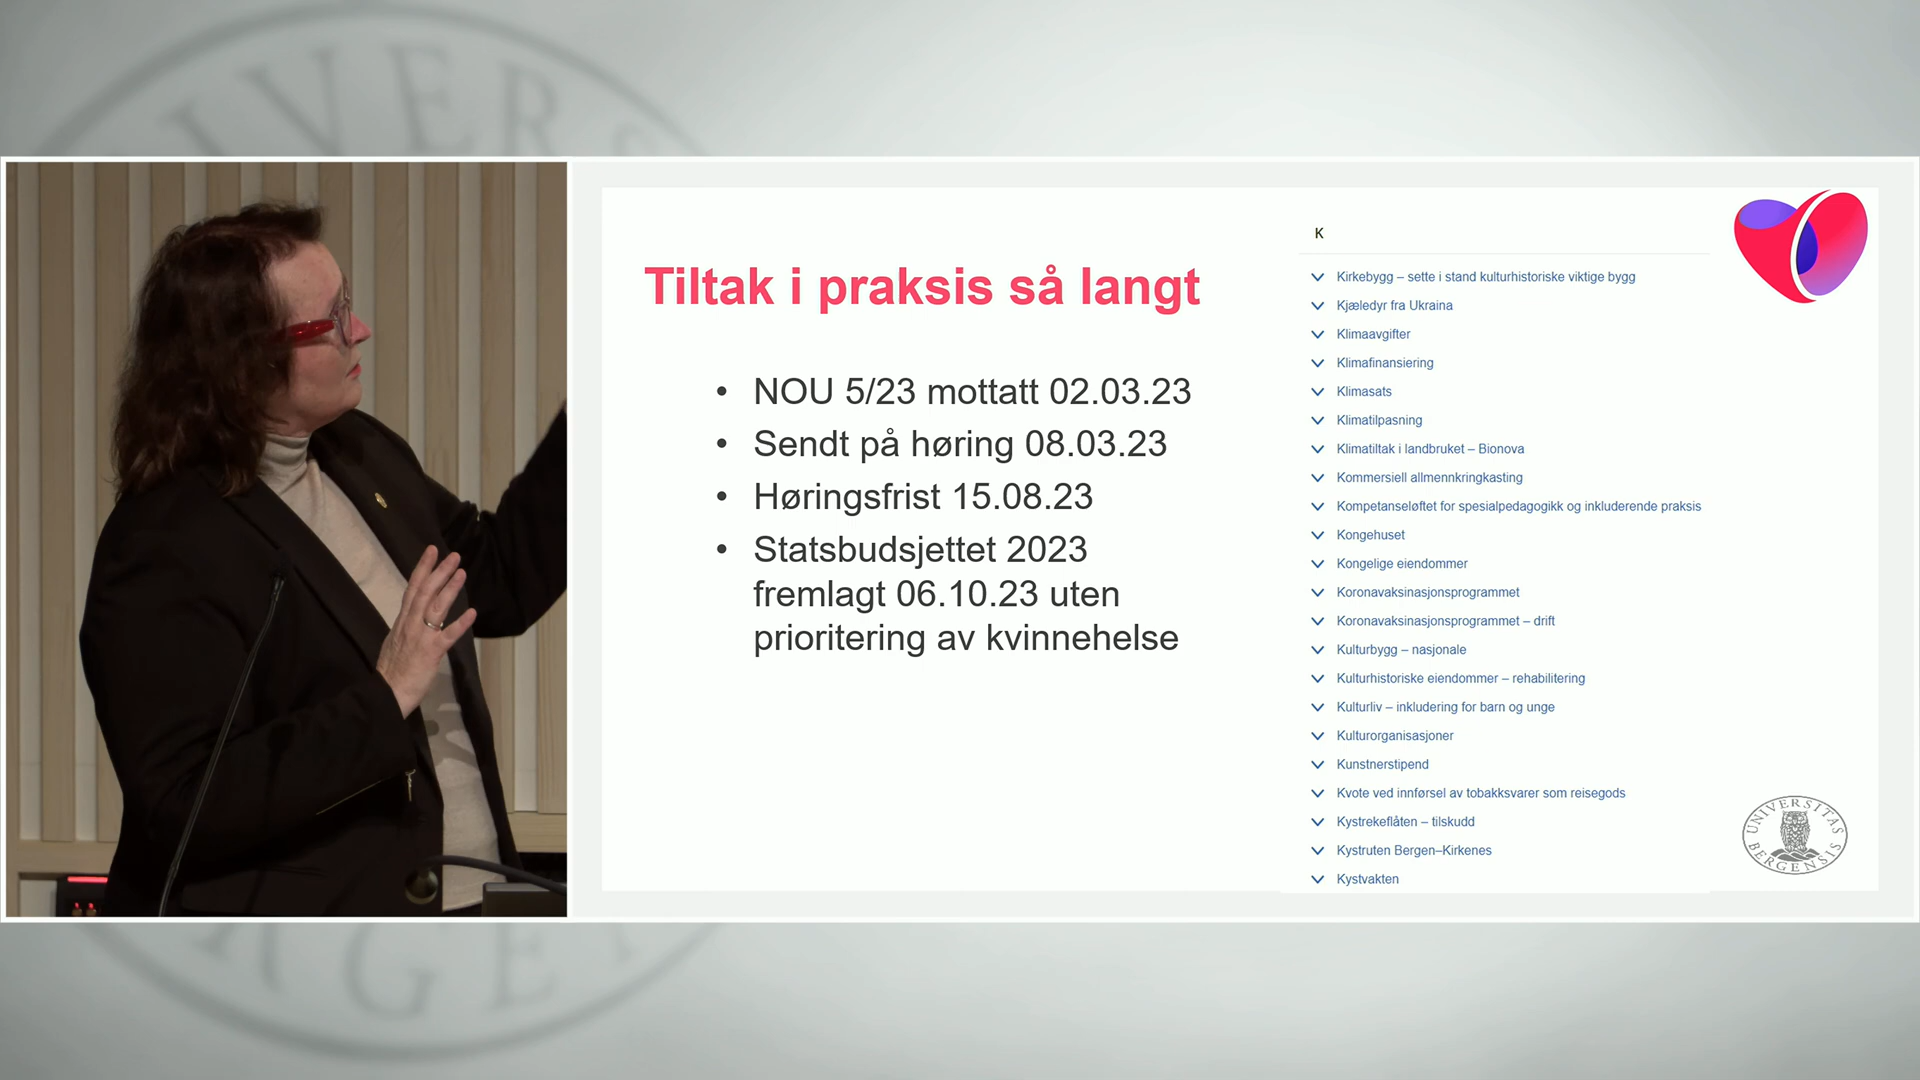 Tiltak i praksis så langt
• NOU 5/23 mottatt 02.03.23
• Sendt på høring 08.03.23
• Høringsfrist 15.08.23
• Statsbudsjettet 2023
fremlagt 06.10.23 uten
prioritering av kvinnehelse
K
Kirkebygg – sette i stand kulturhistoriske viktige bygg
Kjæledyr fra Ukraina
Klimaavgifter
Klimafinansiering
Klimasats
Klimatilpasning
Klimatiltak i landbruket – Bionova
Kommersiell allmennkringkasting
Kompetanseløftet for spesialpedagogikk og inkluderende praksis
Kongehuset
Kongelige eiendommer
Koronavaksinasjonsprogrammet
Koronavaksinasjonsprogrammet – drift
Kulturbygg – nasjonale
Kulturhistoriske eiendommer – rehabilitering
Kulturliv – inkludering for barn og unge
Kulturorganisasjoner
Kunstnerstipend
Kvote ved innførsel av tobakksvarer som reisegods
Kystrekeflåten – tilskudd
Kystruten Bergen–Kirkenes
Kystvakten
UNIVERSITAS
BERGENSIS